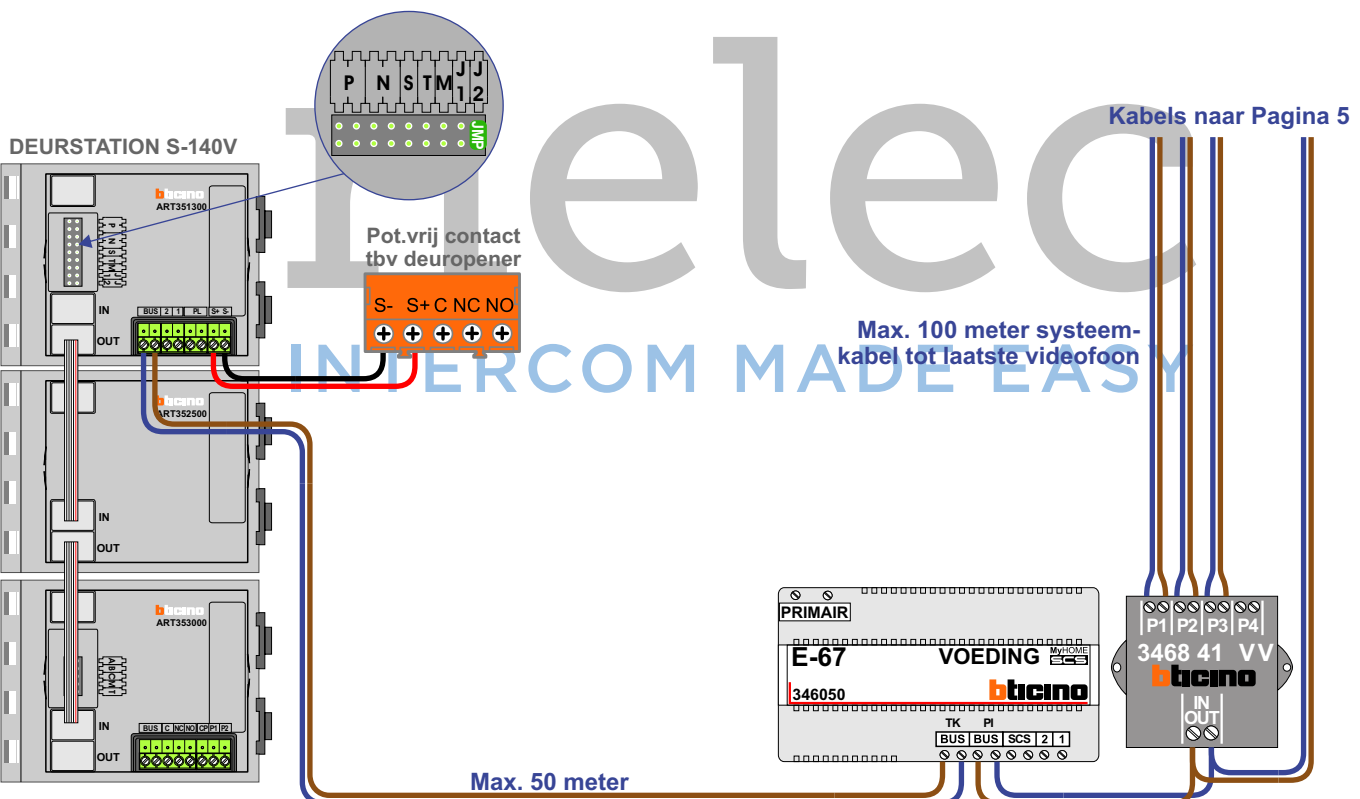 nelec
INTERCOM MADE EASY
P N S T M J1 J2
JMP
DEURSTATION S-140V
bticino
ART351300
P N S T M J1 J2
IN
OUT
BUS 2 1 PL S+ S-
Pot.vrij contact
tbv deuropener
S- S+ C NC NO
Kabels naar Pagina 5
Max. 100 meter systeem-
kabel tot laatste videofoon
bticino
ART352500
IN
OUT
bticino
ART353000
IN
OUT
BUS C NC NO CP P1 P2
PRIMAIR
E-67 VOEDING MyHOME
SCS
346050 bticino
TK PI
BUS BUS SCS 2 1
P1 P2 P3 P4
3468 41 VV
bticino
IN
OUT
Max. 50 meter